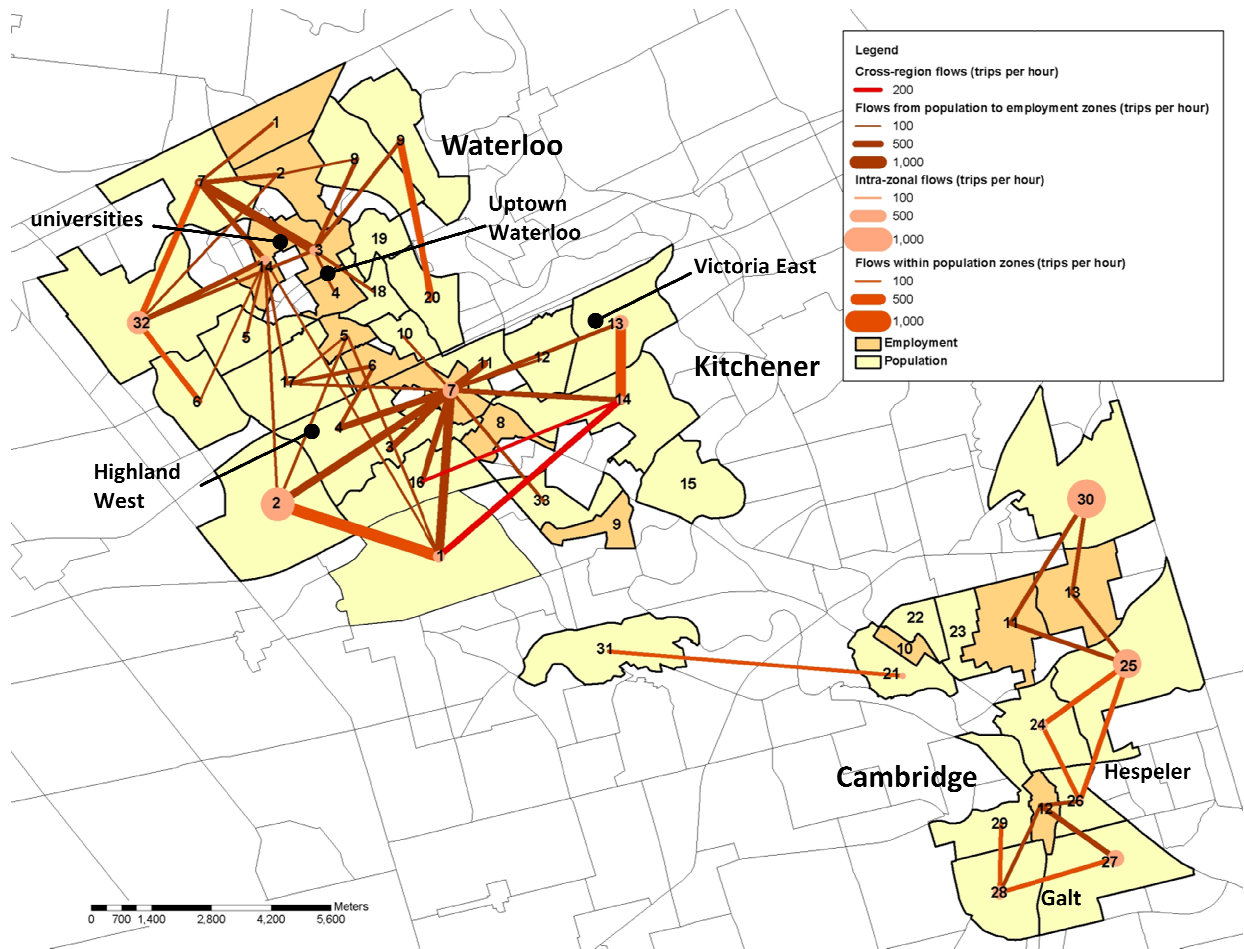 Legend
Cross-region flows (trips per hour)
200
Flows from population to employment zones (trips per hour)
100
500
1,000
Intra-zonal flows (trips per hour)
100
500
1,000
Flows within population zones (trips per hour)
100
500
1,000
Employment
Population
1
9
Waterloo
9
2
7
universities
Uptown
Waterloo
19
3
14
Victoria East
4
18
20
32
13
5
5
10
12
11
6
Kitchener
17
7
6
14
4
2
8
Highland
West
3
16
15
2
33
9
30
1
13
22
11
23
10
31
25
21
24
Cambridge
Hespeler
26
12
29
27
28
Galt
Meters
0 700 1,400 2,800 4,200 5,600